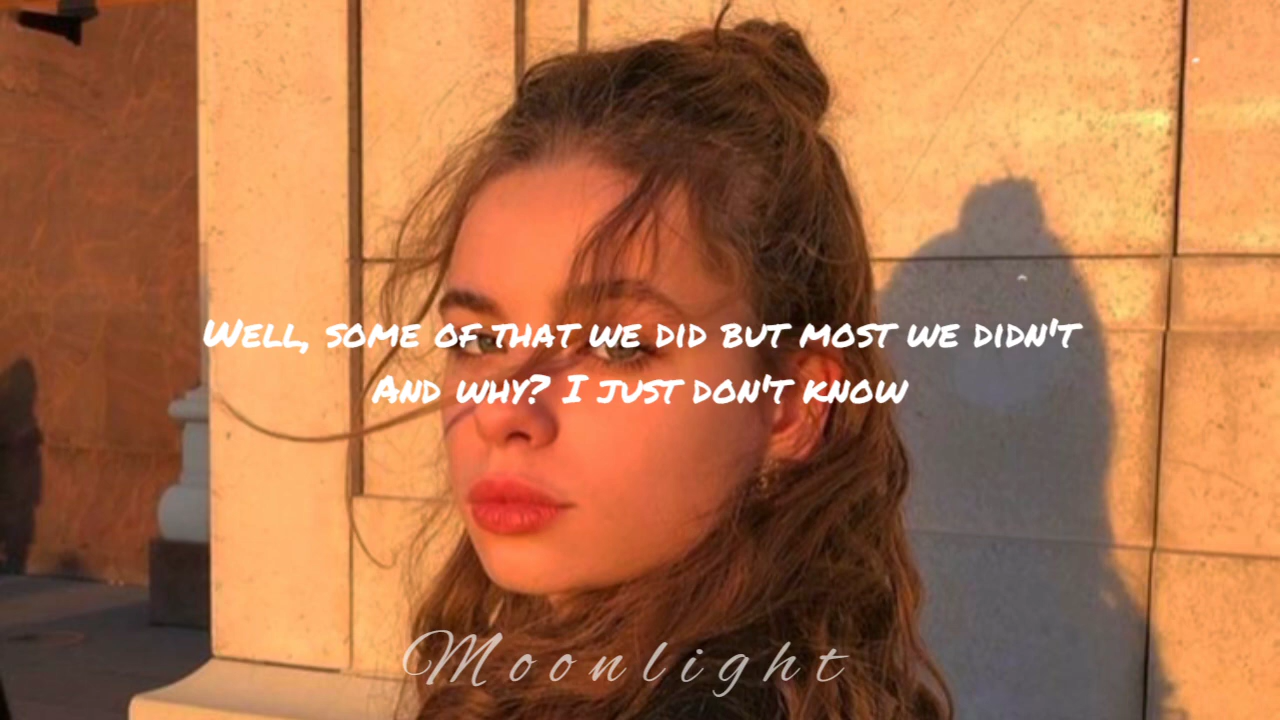 Well, some of that we did but most we didn't
And why? I just don't know
Moonlight